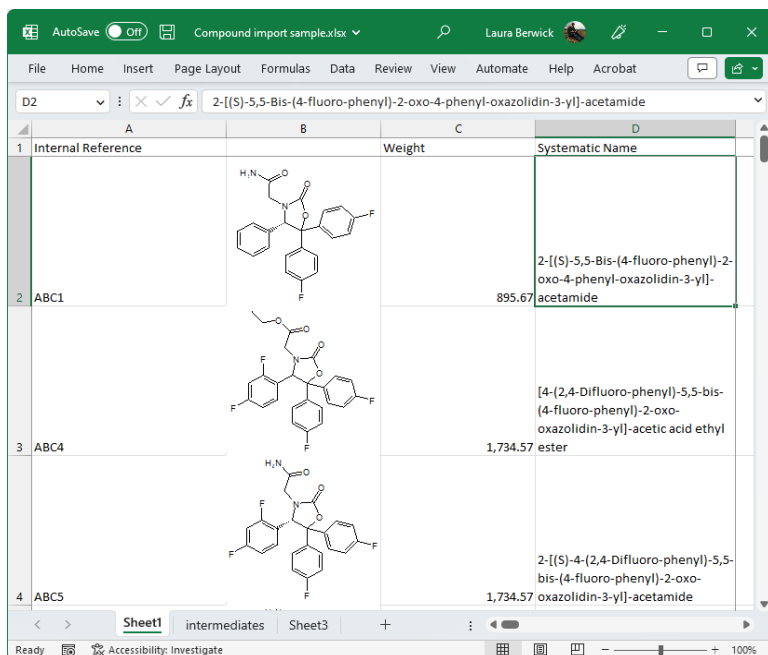 AutoSave Off Compound import sample.xlsx Laura Berwick
File Home Insert Page Layout Formulas Data Review View Automate Help Acrobat
D2 fx 2-[(S)-5,5-Bis-(4-fluoro-phenyl)-2-oxo-4-phenyl-oxazolidin-3-yl]-acetamide
A B C D
1 Internal Reference Weight Systematic Name
H₂N O
O
N
O
F
F
2-[(S)-5,5-Bis-(4-fluoro-phenyl)-2-
oxo-4-phenyl-oxazolidin-3-yl]-
2 ABC1 895.67 acetamide
O O
O
F N
O
F
F
F
[4-(2,4-Difluoro-phenyl)-5,5-bis-
(4-fluoro-phenyl)-2-oxo-
oxazolidin-3-yl]-acetic acid ethyl
3 ABC4 1,734.57 ester
H₂N O
O
F N
O
F
F
F
2-[(S)-4-(2,4-Difluoro-phenyl)-5,5-
bis-(4-fluoro-phenyl)-2-oxo-
4 ABC5 1,734.57 oxazolidin-3-yl]-acetamide
Sheet1 intermediates Sheet3 +
Ready Accessibility: Investigate 100%